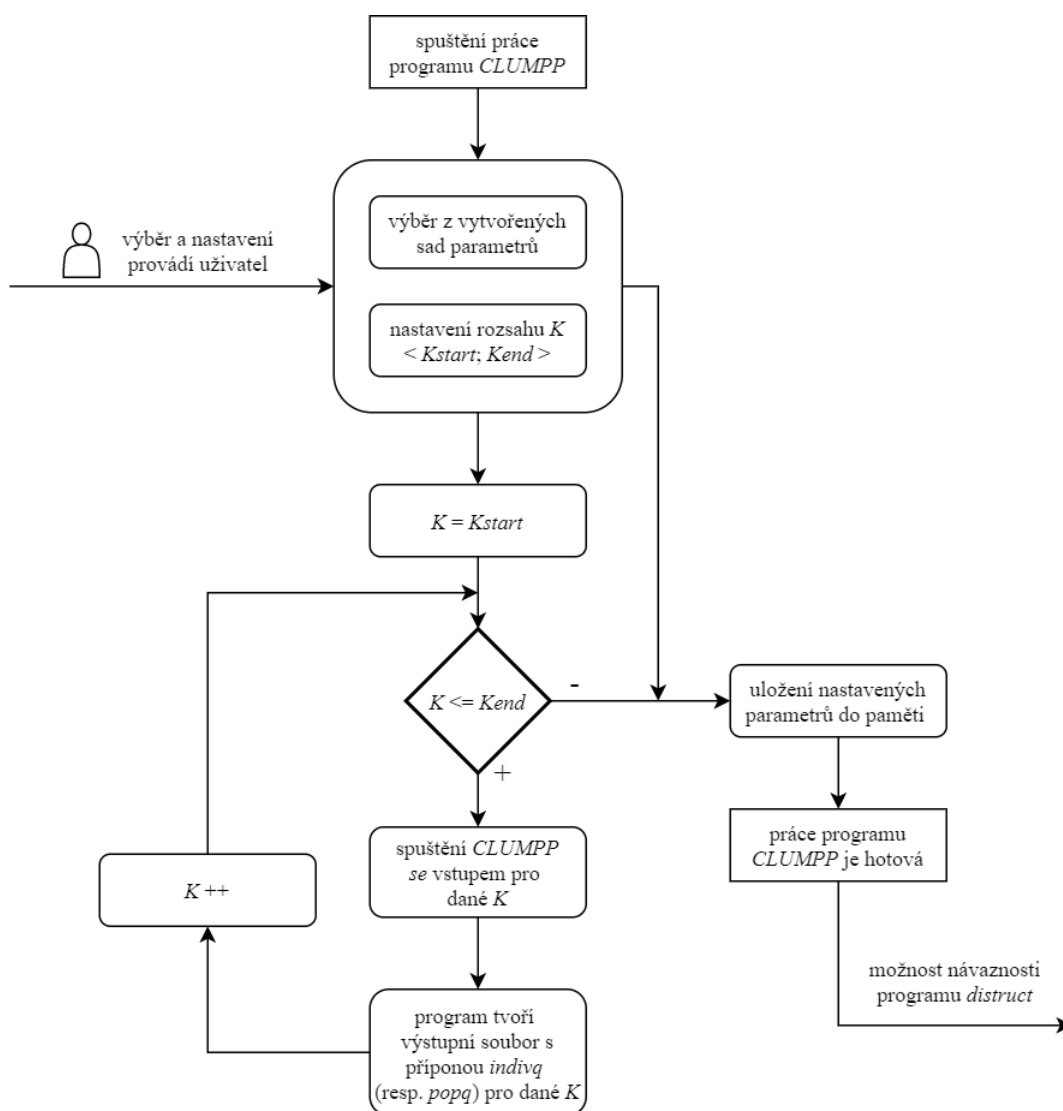 spuštění práce
programu CLUMPP
výběr z vytvořených
sad parametrů
výběr a nastavení
provádí uživatel
nastavení rozsahu K
< Kstart; Kend >
K = Kstart
K <= Kend
-
+
uložení nastavených
parametrů do paměti
spuštění CLUMPP
se vstupem pro
dané K
práce programu
CLUMPP je hotová
K ++
možnost návaznosti
programu distruct
program tvoří
výstupní soubor s
příponou indivq
(resp. popq) pro dané K